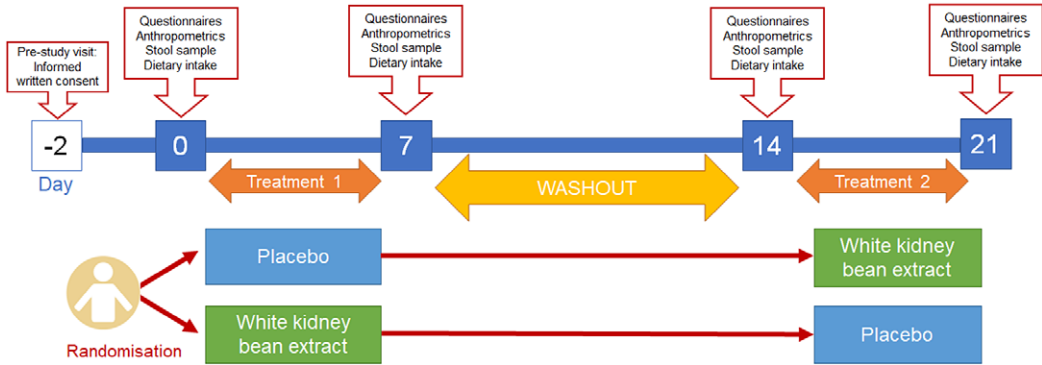 Pre-study visit:
Informed
written consent
Questionnaires
Anthropometrics
Stool sample
Dietary intake
Questionnaires
Anthropometrics
Stool sample
Dietary intake
Questionnaires
Anthropometrics
Stool sample
Dietary intake
Questionnaires
Anthropometrics
Stool sample
Dietary intake
-2
0
7
14
21
Day
Treatment 1
WASHOUT
Treatment 2
Placebo
White kidney
bean extract
White kidney
bean extract
Placebo
Randomisation